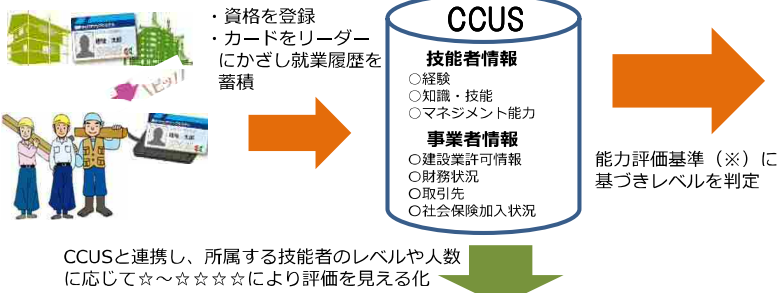 ・資格を登録
・カードをリーダー
にかざし就業履歴を
蓄積
ピッ!!
CCUS
技能者情報
○経験
○知識・技能
○マネジメント能力
事業者情報
○建設業許可情報
○財務状況
○取引先
○社会保険加入状況
能力評価基準(※)に
基づきレベルを判定
CCUSと連携し、所属する技能者のレベルや人数
に応じて☆~☆☆☆☆により評価を見える化